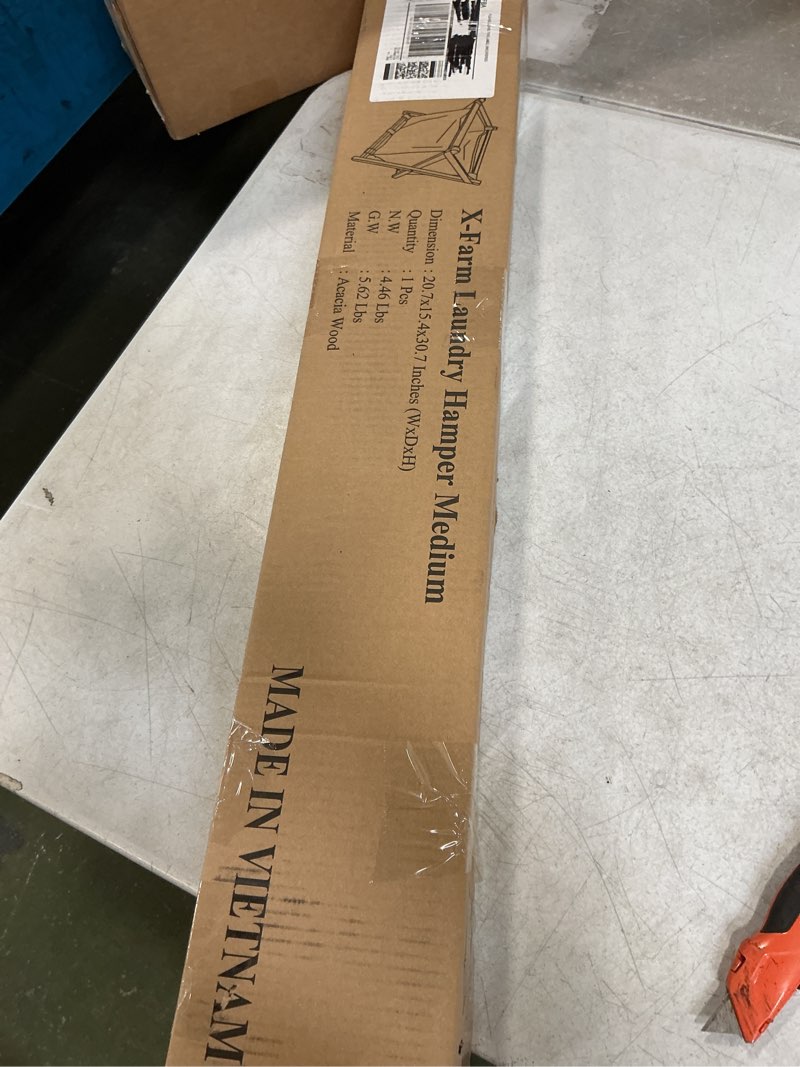 X-Farm Laundry Hamper Medium
Dimension : 20.7x15.4x30.7 Inches (WxDxH)
Quantity : 1 Pcs
N.W : 4.46 Lbs
G.W : 5.62 Lbs
Material : Acacia Wood
MADE IN VIETNAM